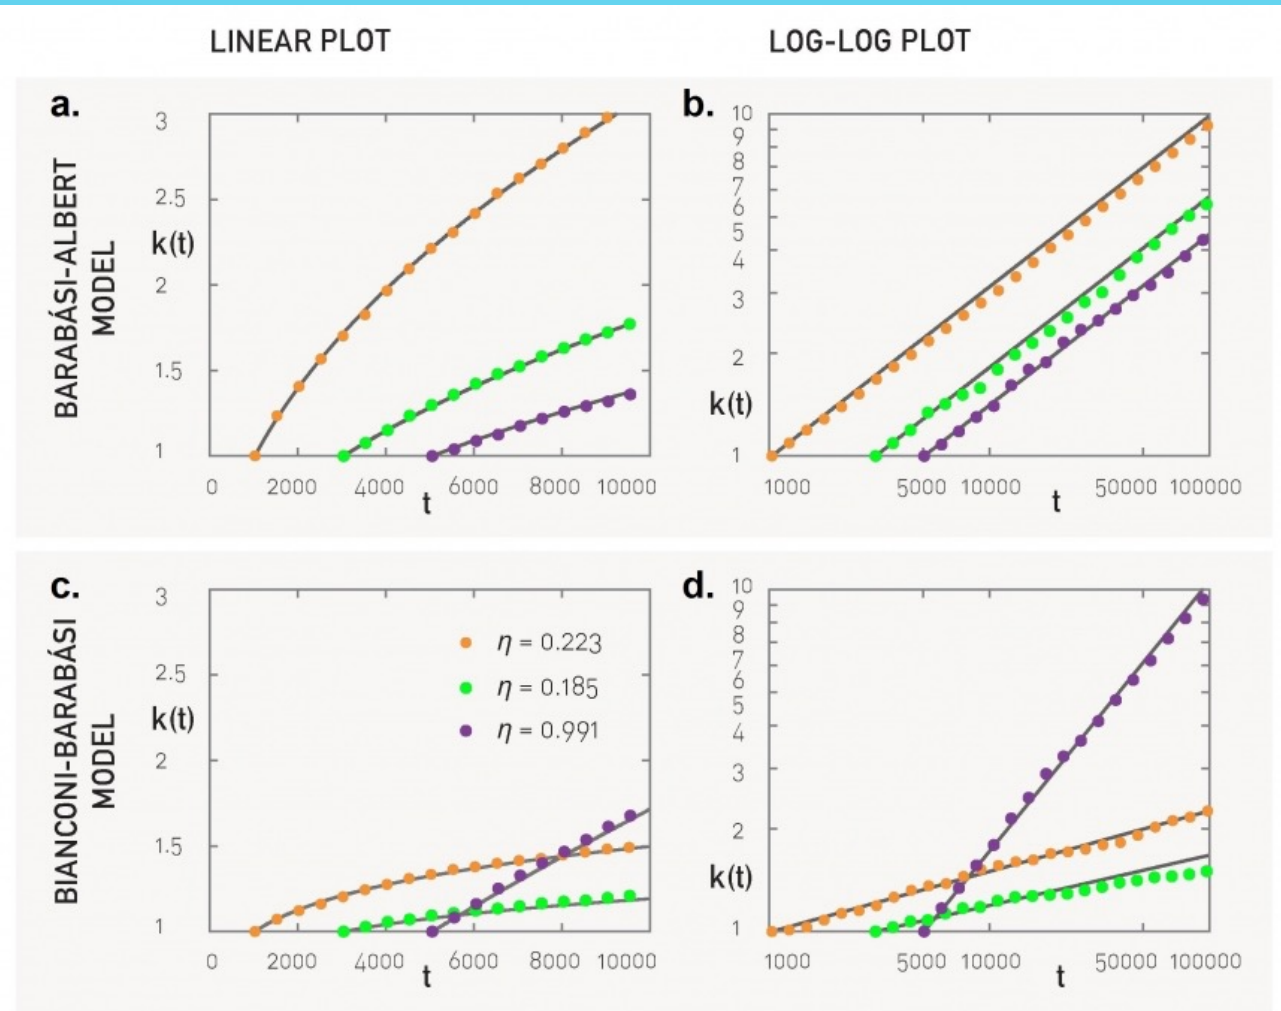 LINEAR PLOT
LOG-LOG PLOT
a.
BARABÁSI-ALBERT
MODEL
k(t)
3
2.5
2
1.5
1
0 2000 4000 6000 8000 10000
t
b.
k(t)
10
9
8
7
6
5
4
3
2
1
1000 5000 10000 50000 100000
t
c.
BIANCONI-BARABÁSI
MODEL
k(t)
3
2.5
2
1.5
1
η = 0.223
η = 0.185
η = 0.991
0 2000 4000 6000 8000 10000
t
d.
k(t)
10
9
8
7
6
5
4
3
2
1
1000 5000 10000 50000 100000
t